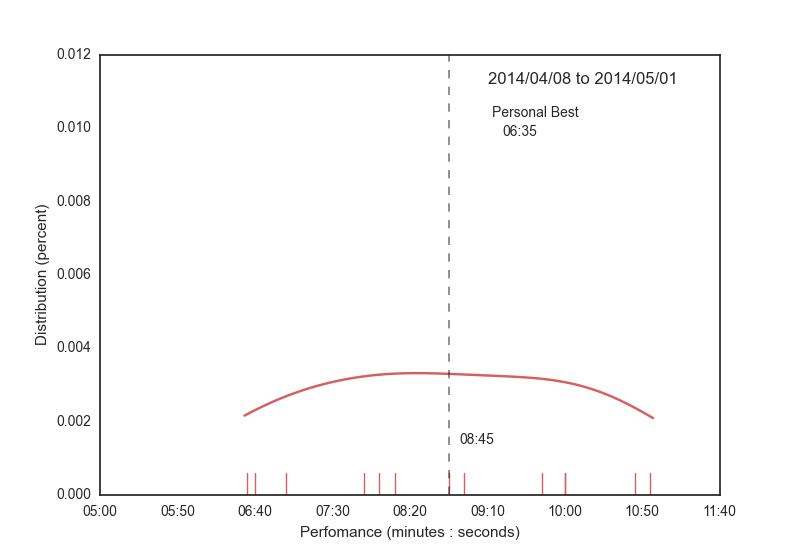 2014/04/08 to 2014/05/01
Personal Best
06:35
08:45
Distribution (percent)
0.012
0.010
0.008
0.006
0.004
0.002
0.000
05:00 05:50 06:40 07:30 08:20 09:10 10:00 10:50 11:40
Perfomance (minutes : seconds)